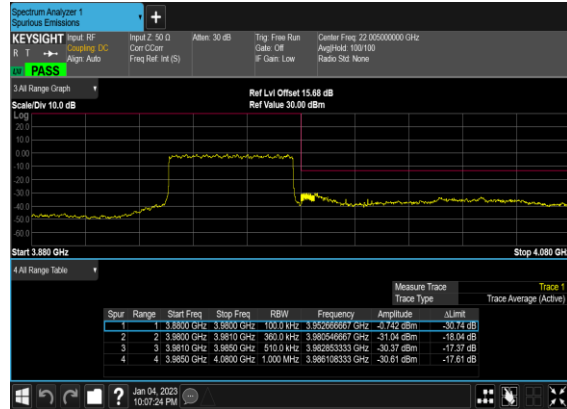 Spectrum Analyzer 1
Spurious Emissions
KEYSIGHT Input: RF Input Z: 50 Ω Atten: 30 dB Trig: Free Run Center Freq: 22.005000000 GHz
R T Coupling: DC Corr CCorr Gate: Off Avg|Hold: 100/100
Align: Auto Freq Ref: Int (S) IF Gain: Low Radio Std: None
PASS
3 All Range Graph
Ref Lvl Offset 15.68 dB
Scale/Div 10.0 dB Ref Value 30.00 dBm
Log
20.0
10.0
0.00
-10.0
-20.0
-30.0
-40.0
-50.0
-60.0
Start 3.880 GHz Stop 4.080 GH
4 All Range Table
Measure Trace Trace 1
Trace Type Trace Average (Active)
Spur Range Start Freq Stop Freq RBW Frequency Amplitude ΔLimit
1 1 3.8800 GHz 3.9800 GHz 100.0 kHz 3.952666667 GHz -0.742 dBm -30.74 dB
2 2 3.9800 GHz 3.9810 GHz 360.0 kHz 3.980546667 GHz -31.04 dBm -18.04 dB
3 3 3.9810 GHz 3.9850 GHz 510.0 kHz 3.982853333 GHz -30.37 dBm -17.37 dB
4 4 3.9850 GHz 4.0800 GHz 1.000 MHz 3.986108333 GHz -30.61 dBm -17.61 dB
? Jan 04, 2023
10:07:24 PM